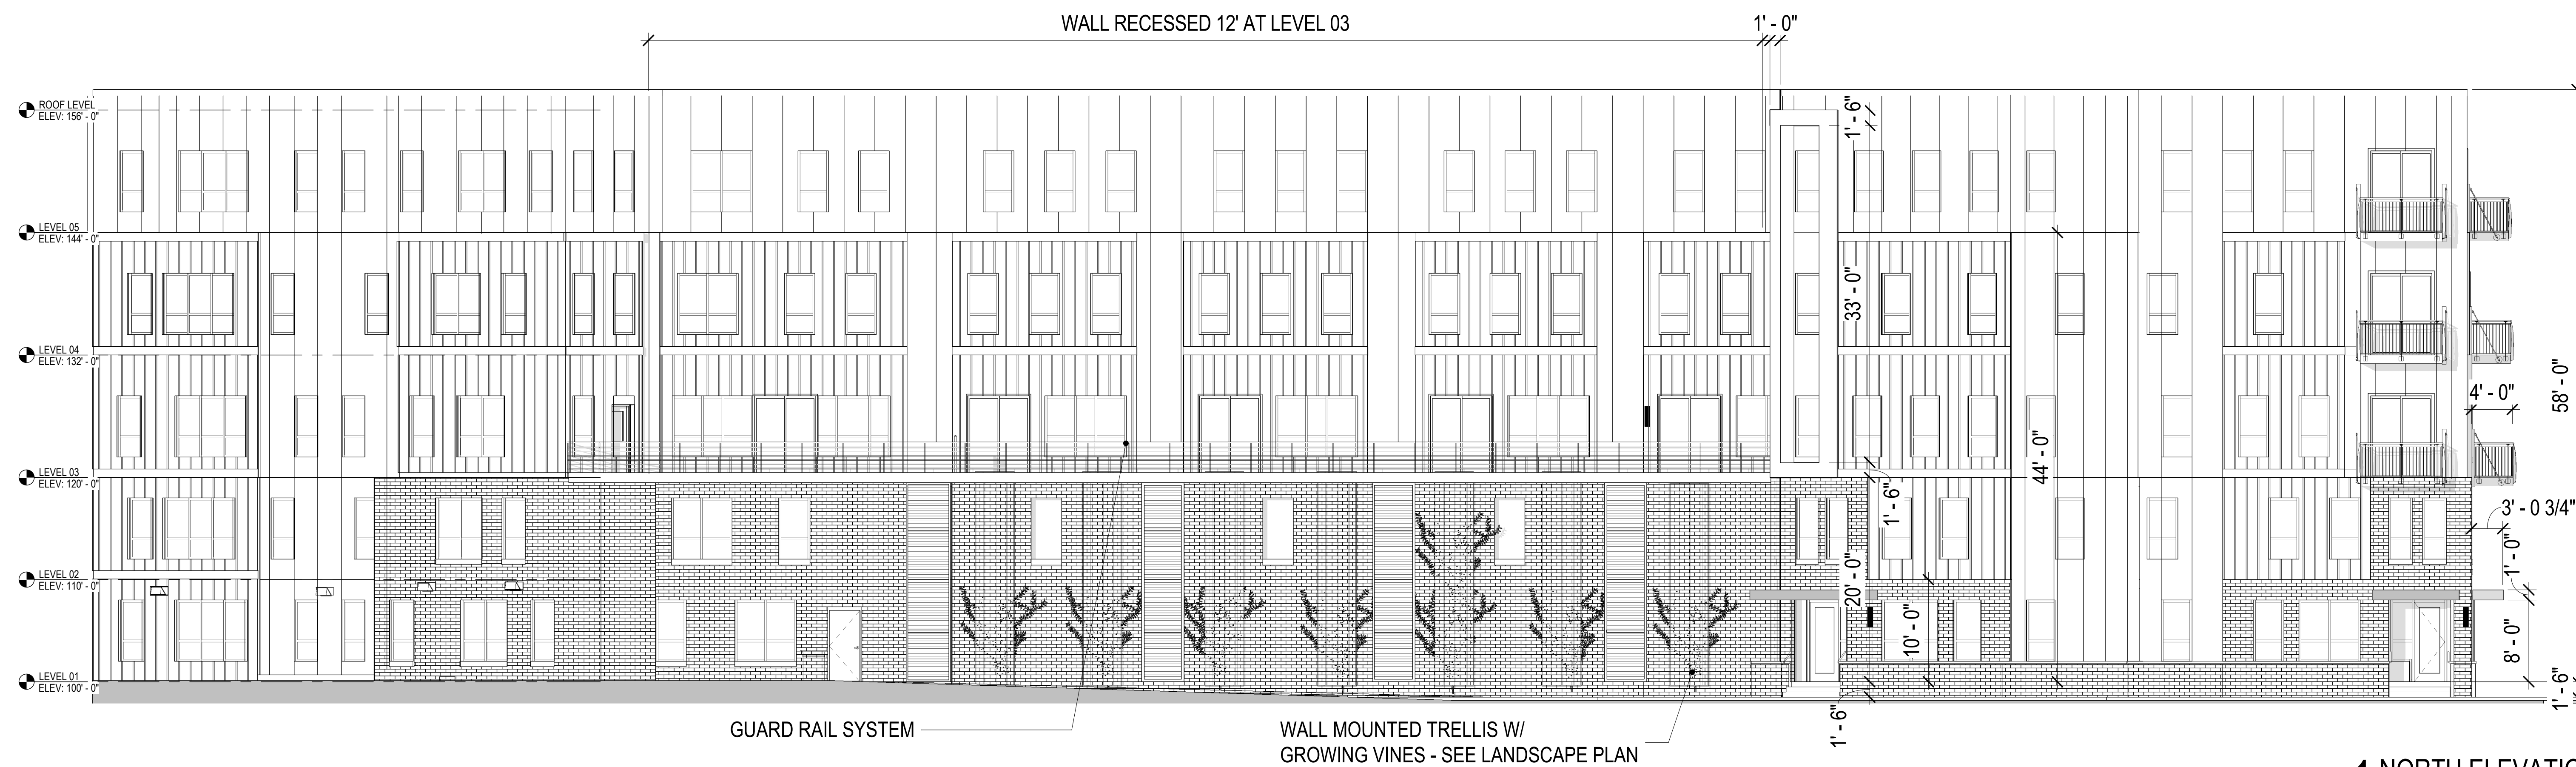 WALL RECESSED 12' AT LEVEL 03
1' - 0"
ROOF LEVEL
ELEV: 156' - 0"
1' - 6"
LEVEL 05
ELEV: 144' - 0"
33' - 0"
LEVEL 04
ELEV: 132' - 0"
58' - 0"
4' - 0"
44' - 0"
LEVEL 03
ELEV: 120' - 0"
1' - 6"
3' - 0 3/4"
1' - 0"
LEVEL 02
ELEV: 110' - 0"
20' - 0"
10' - 0"
8' - 0"
LEVEL 01
ELEV: 100' - 0"
1' - 6"
1' - 6"
GUARD RAIL SYSTEM
WALL MOUNTED TRELLIS W/
GROWING VINES - SEE LANDSCAPE PLAN
NORTH